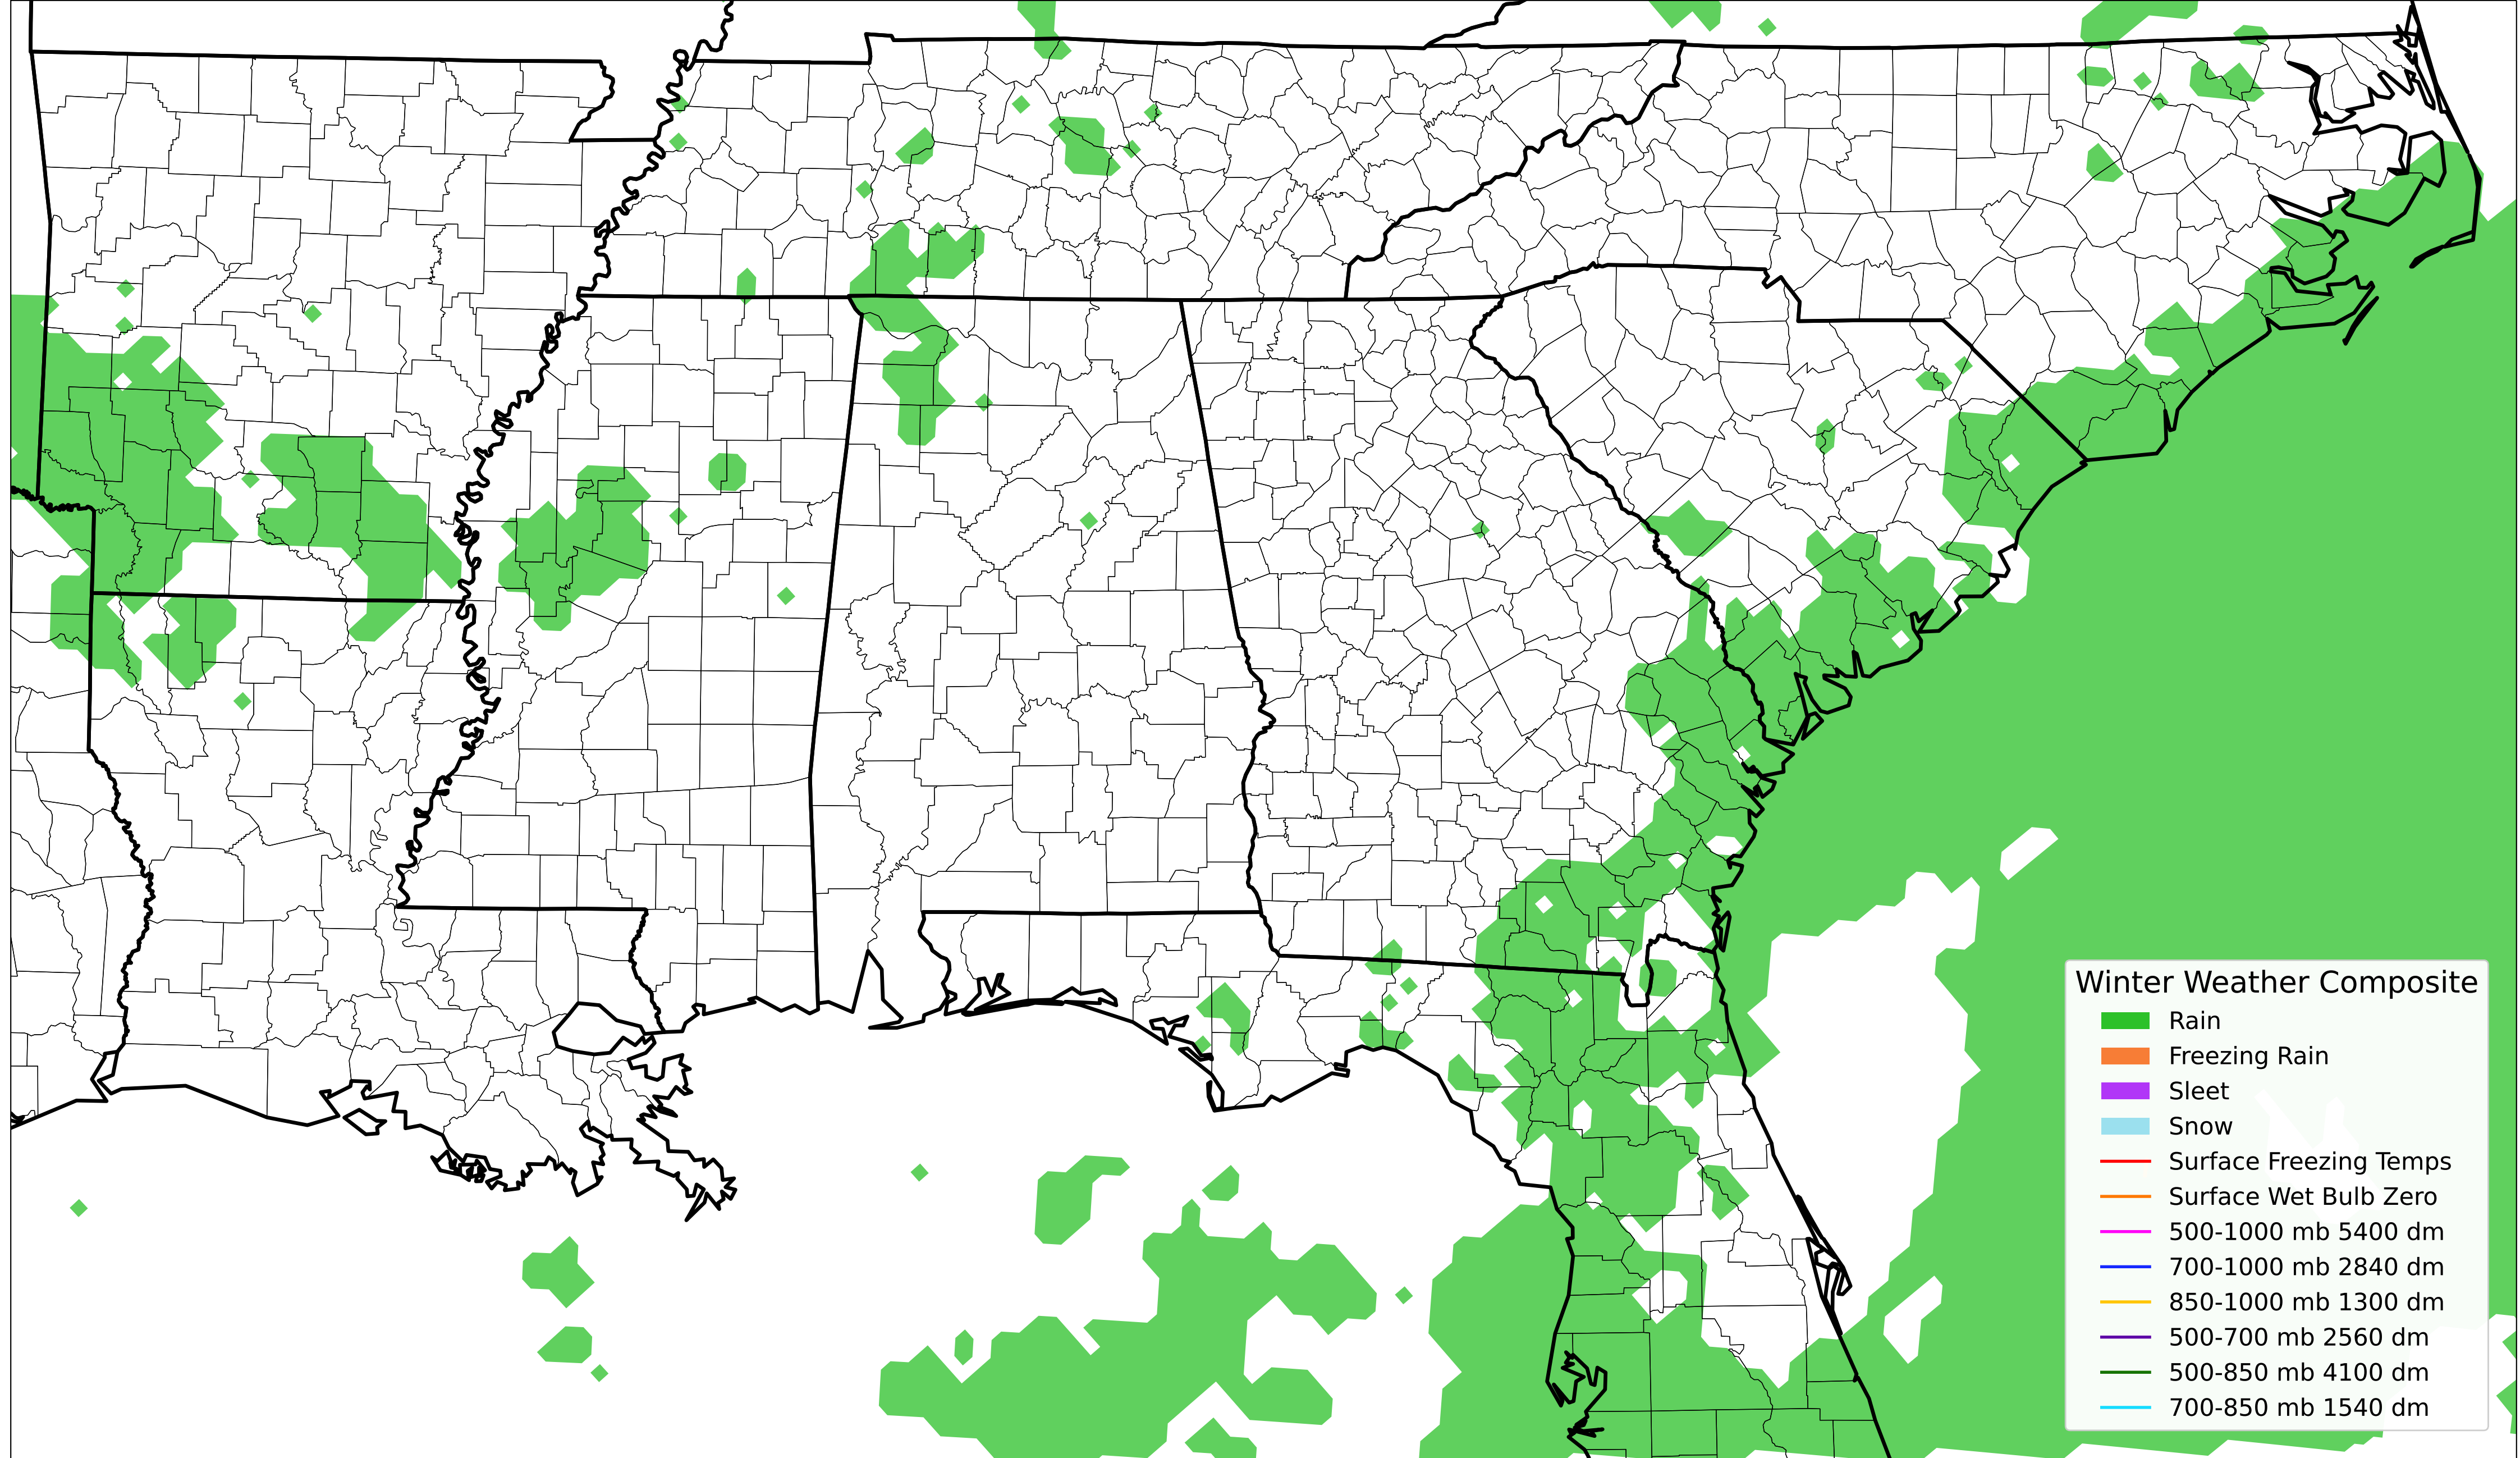 Winter Weather Composite
Rain
Freezing Rain
Sleet
Snow
Surface Freezing Temps
Surface Wet Bulb Zero
500-1000 mb 5400 dm
700-1000 mb 2840 dm
850-1000 mb 1300 dm
500-700 mb 2560 dm
500-850 mb 4100 dm
700-850 mb 1540 dm